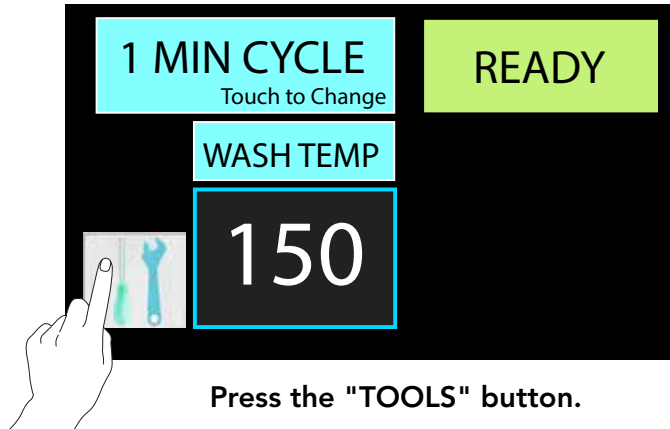 1 MIN CYCLE
Touch to Change
READY
WASH TEMP
150
Press the "TOOLS" button.